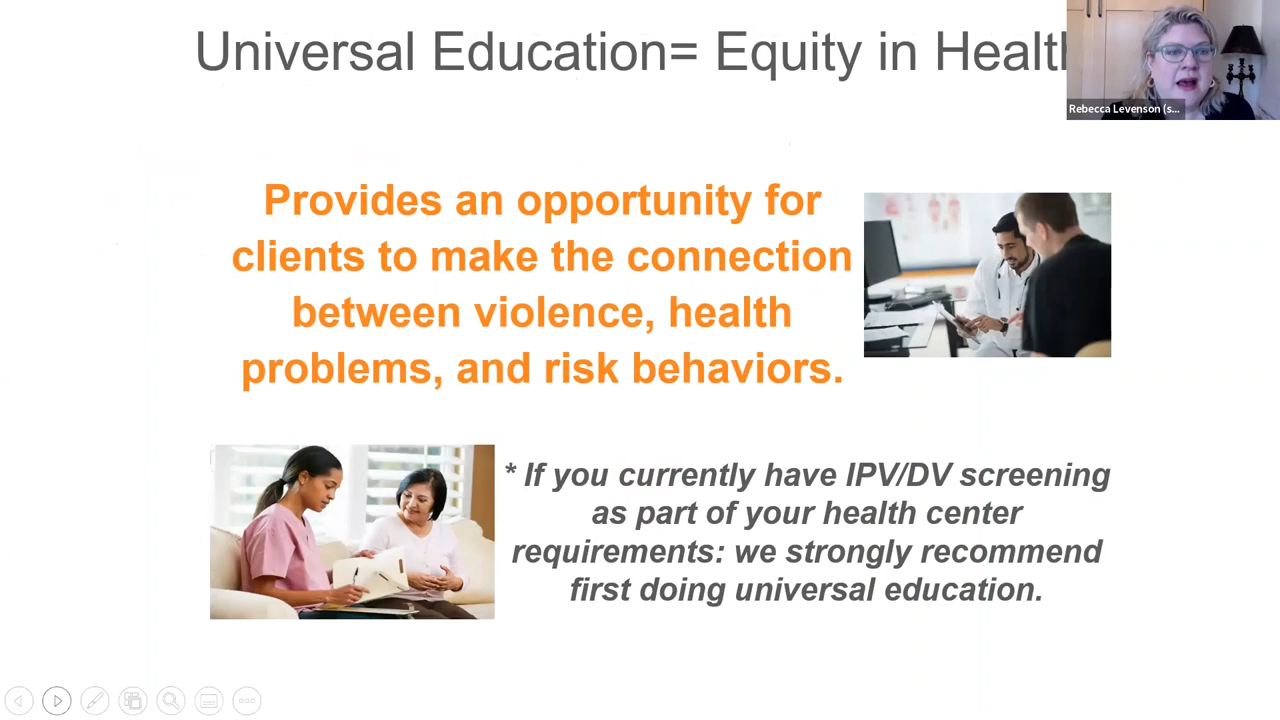 Universal Education= Equity in Health
Rebecca Levenson (s...
Provides an opportunity for
clients to make the connection
between violence, health
problems, and risk behaviors.
* If you currently have IPV/DV screening
as part of your health center
requirements: we strongly recommend
first doing universal education.